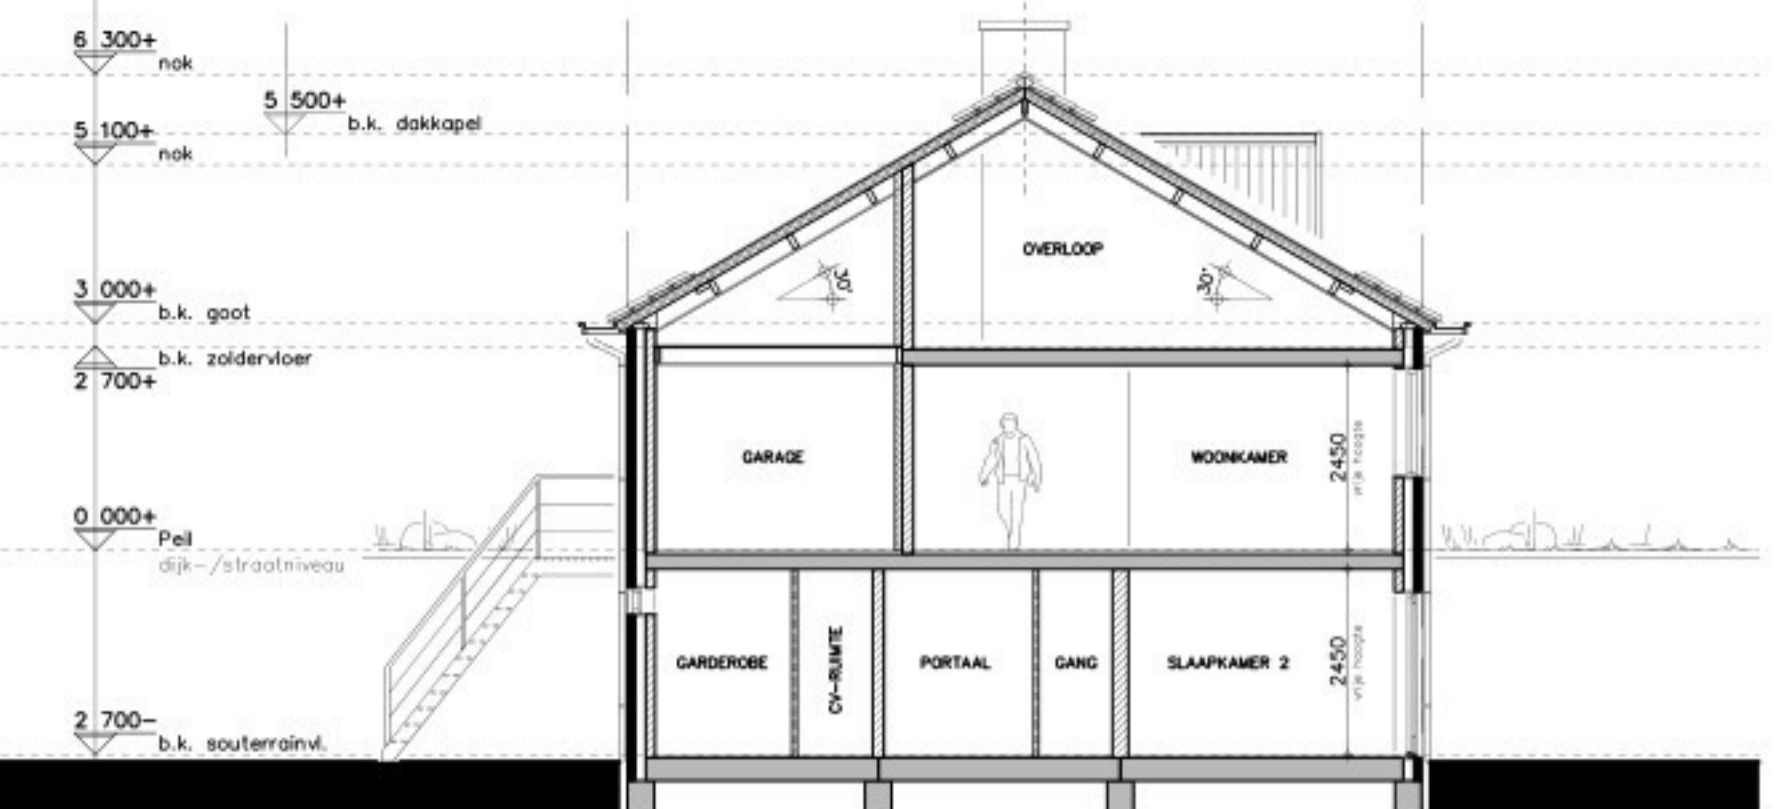 6 300+
nok
5 500+
b.k. dakkapel
5 100+
nok
OVERLOOP
30°
30°
3 000+
b.k. goot
b.k. zoldervloer
2 700+
GARAGE
WOONKAMER
2450
vrije hoogte
0 000+
Peil
dijk-/straatniveau
GARDEROBE
CV-RUIMTE
PORTAAL
GANG
SLAAPKAMER 2
2450
vrije hoogte
2 700-
b.k. souterrainvl.